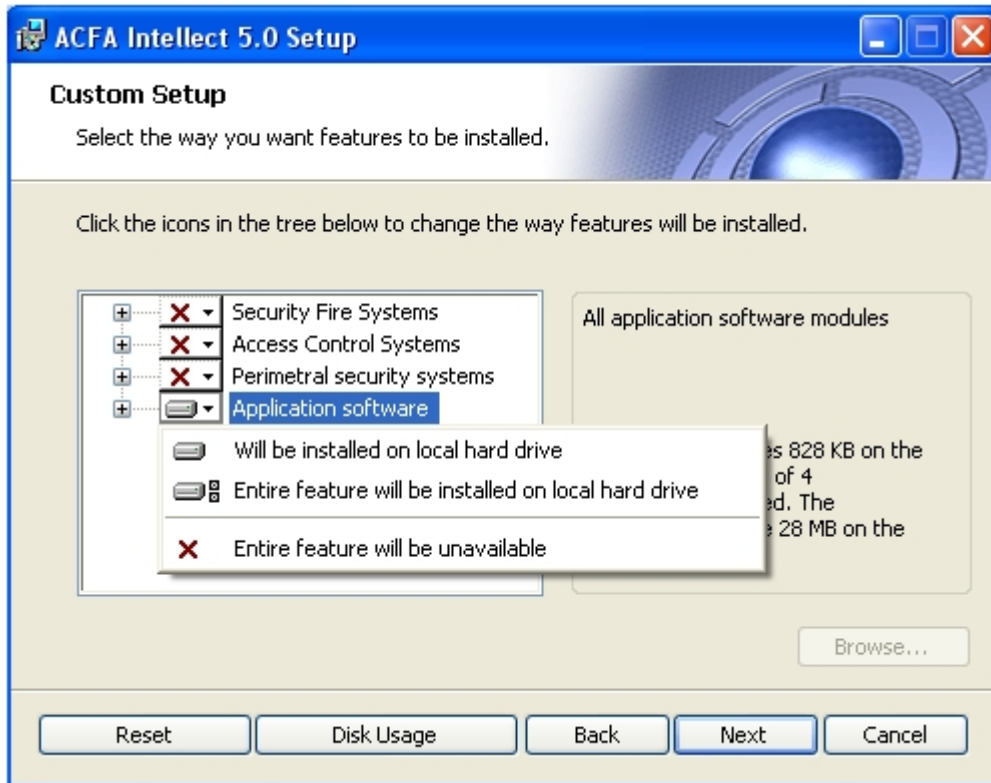 ACFA Intellect 5.0 Setup
Custom Setup
Select the way you want features to be installed.
Click the icons in the tree below to change the way features will be installed.
Security Fire Systems
Access Control Systems
Perimetral security systems
Application software
Will be installed on local hard drive
Entire feature will be installed on local hard drive
Entire feature will be unavailable
All application software modules
828 KB on the
of 4
The
28 MB on the
Browse...
Reset
Disk Usage
Back
Next
Cancel